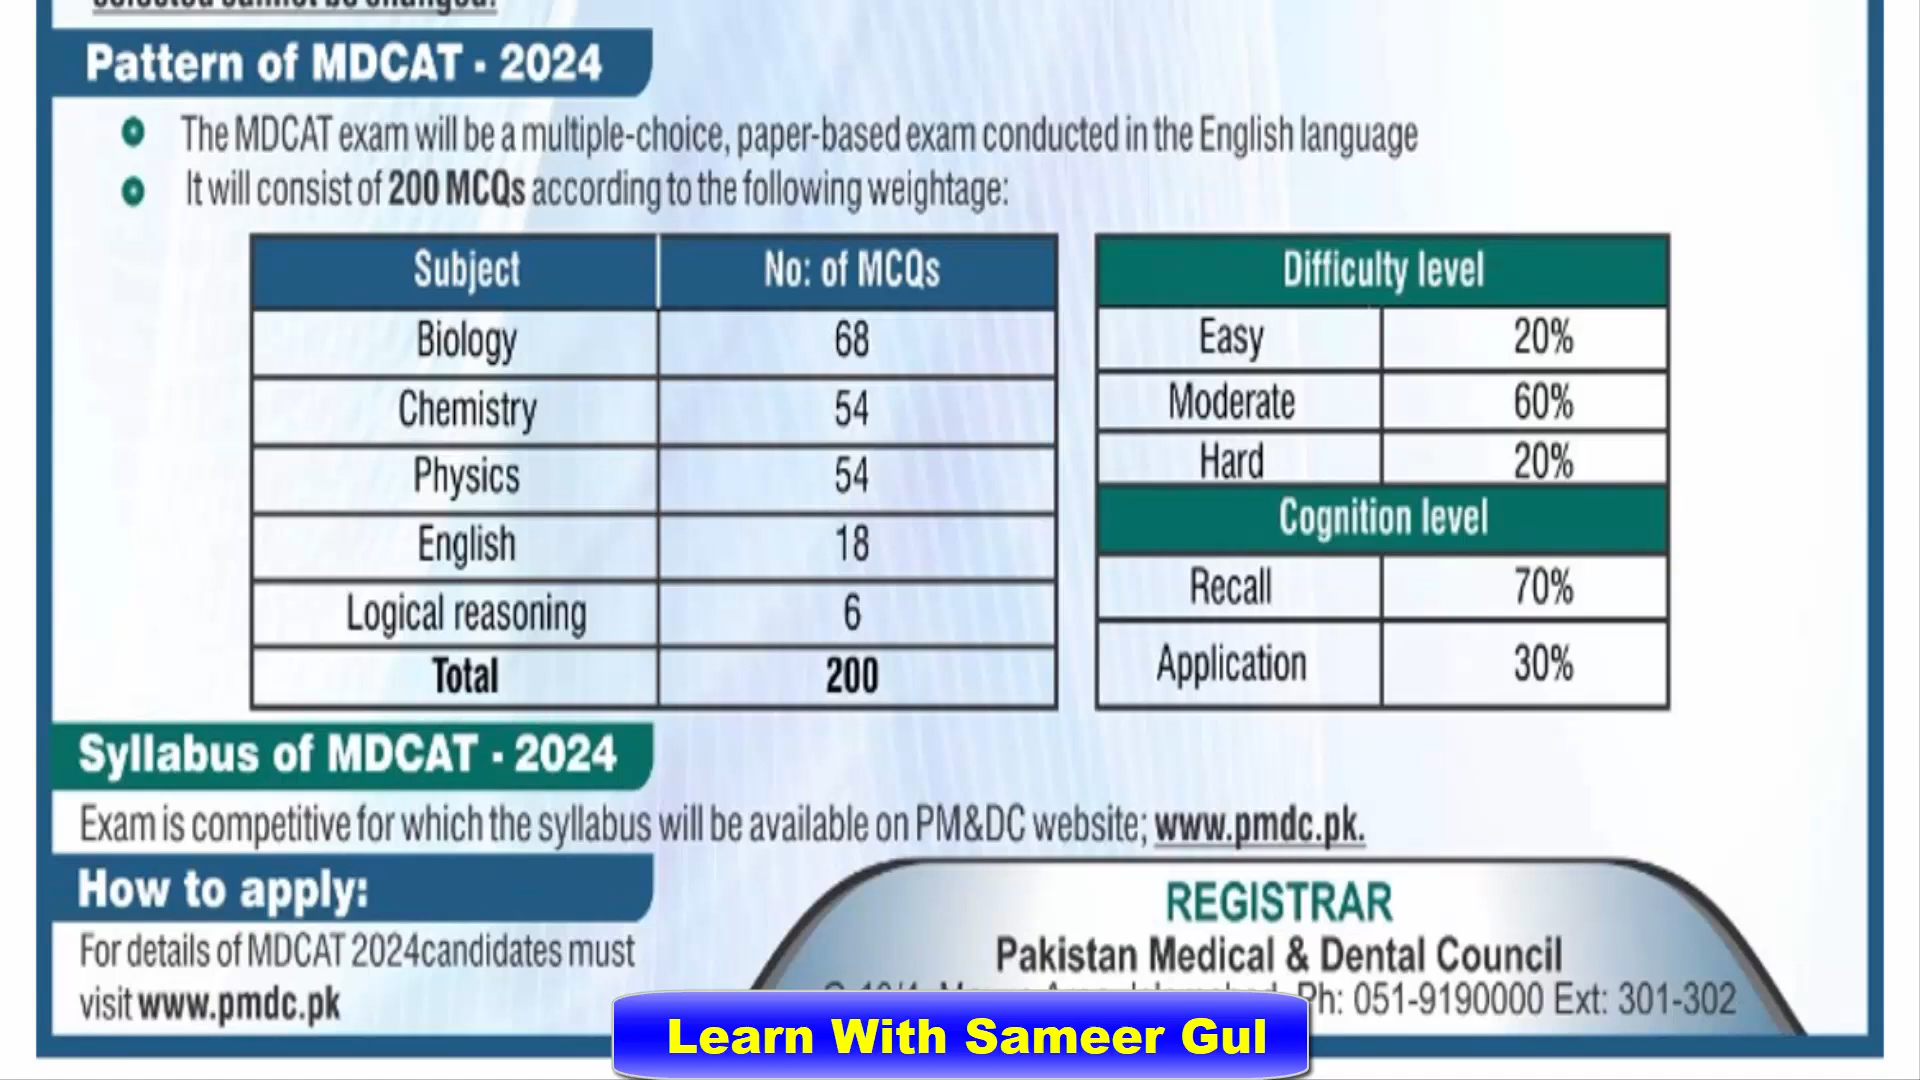 selected cannot be changed.
Pattern of MDCAT - 2024
The MDCAT exam will be a multiple-choice, paper-based exam conducted in the English language
It will consist of 200 MCQs according to the following weightage:
Subject No: of MCQs
Biology 68
Chemistry 54
Physics 54
English 18
Logical reasoning 6
Total 200
Difficulty level
Easy 20%
Moderate 60%
Hard 20%
Cognition level
Recall 70%
Application 30%
Syllabus of MDCAT - 2024
Exam is competitive for which the syllabus will be available on PM&DC website; www.pmdc.pk.
How to apply:
For details of MDCAT 2024candidates must
visit www.pmdc.pk
REGISTRAR
Pakistan Medical & Dental Council
Ph: 051-9190000 Ext: 301-302
Learn With Sameer Gul